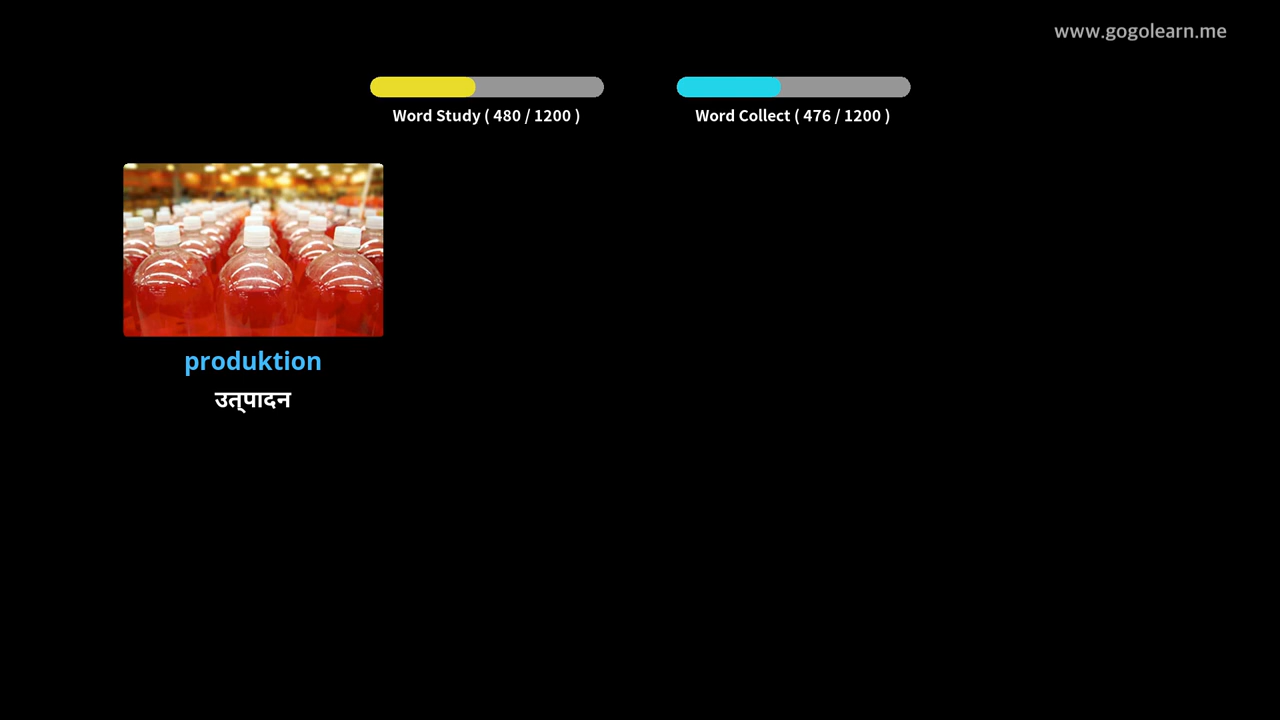 www.gogolearn.me
Word Study ( 480 / 1200 )
Word Collect ( 476 / 1200 )
produktion
उत्पादन